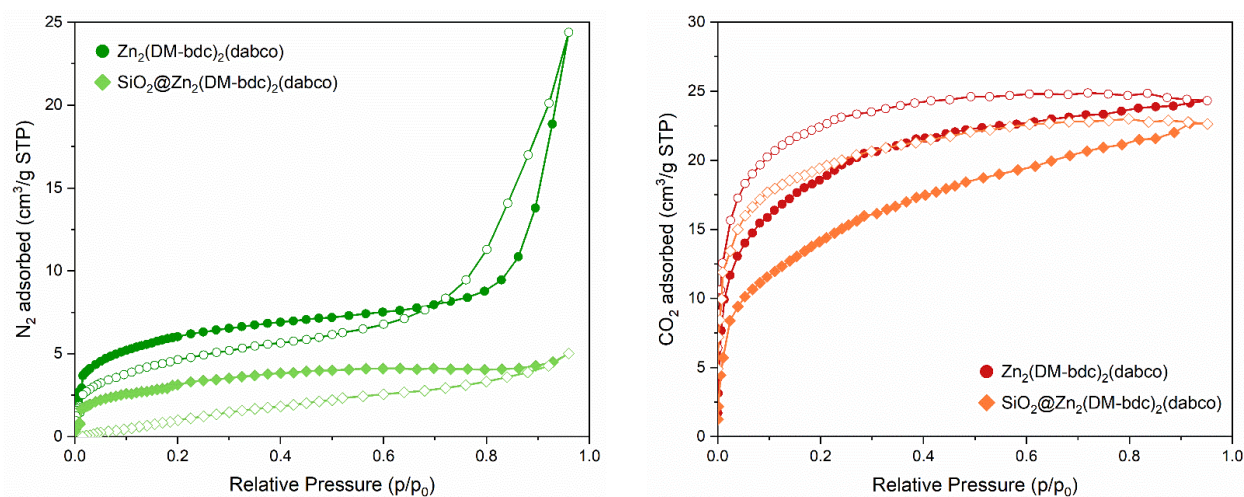 25
20
15
10
5
0
N₂ adsorbed (cm³/g STP)
Zn₂(DM-bdc)₂(dabco)
SiO₂@Zn₂(DM-bdc)₂(dabco)
0.0 0.2 0.4 0.6 0.8 1.0
Relative Pressure (p/p₀)
30
25
20
15
10
5
0
CO₂ adsorbed (cm³/g STP)
Zn₂(DM-bdc)₂(dabco)
SiO₂@Zn₂(DM-bdc)₂(dabco)
0.0 0.2 0.4 0.6 0.8 1.0
Relative Pressure (p/p₀)